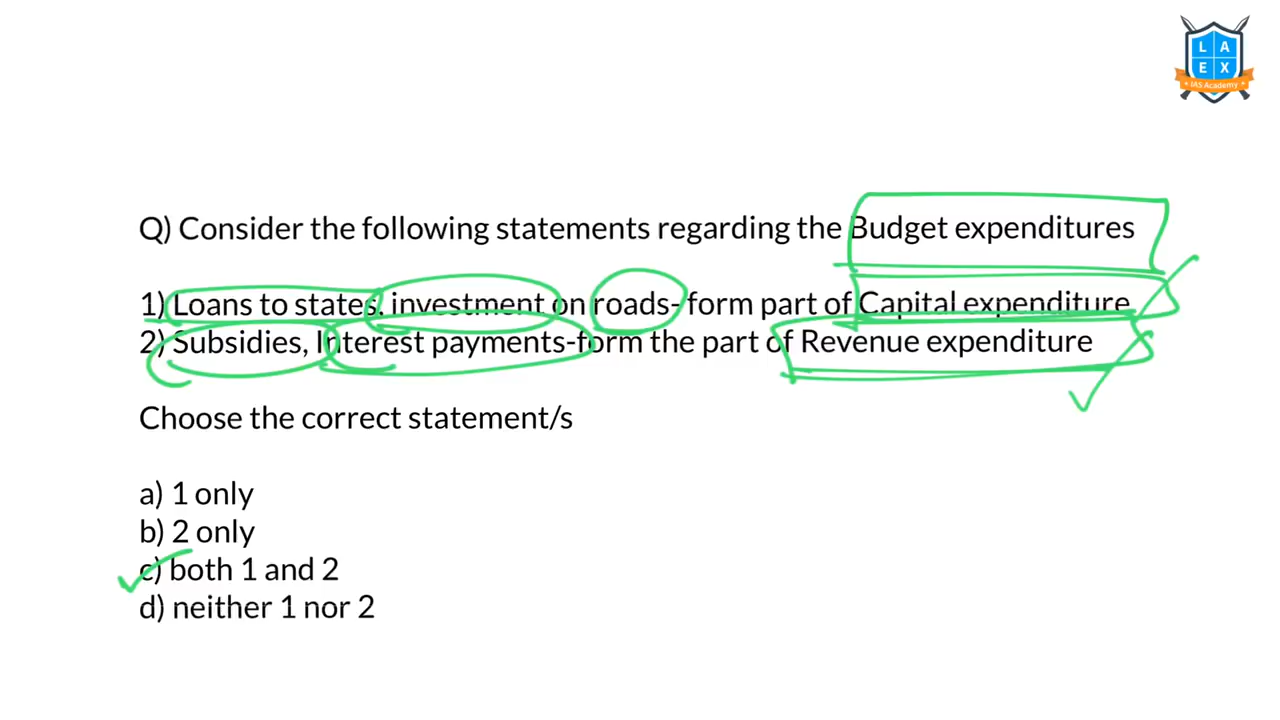 L A
E X
IAS Academy
Q) Consider the following statements regarding the Budget expenditures
1) Loans to states, investment on roads- form part of Capital expenditure
2) Subsidies, Interest payments-form the part of Revenue expenditure
Choose the correct statement/s
a) 1 only
b) 2 only
c) both 1 and 2
d) neither 1 nor 2